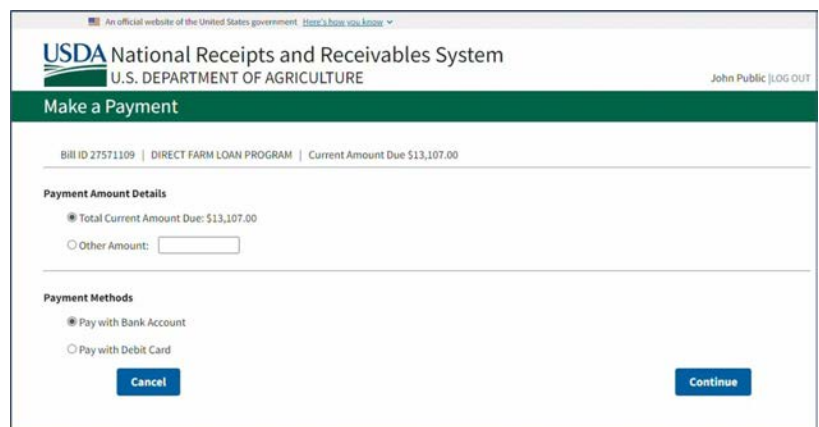 An official website of the United States government Here's how you know
USDA National Receipts and Receivables System
U.S. DEPARTMENT OF AGRICULTURE
John Public |LOG OUT
Make a Payment
Bill ID 27571109 | DIRECT FARM LOAN PROGRAM | Current Amount Due $13,107.00
Payment Amount Details
Total Current Amount Due: $13,107.00
Other Amount:
Payment Methods
Pay with Bank Account
Pay with Debit Card
Cancel Continue